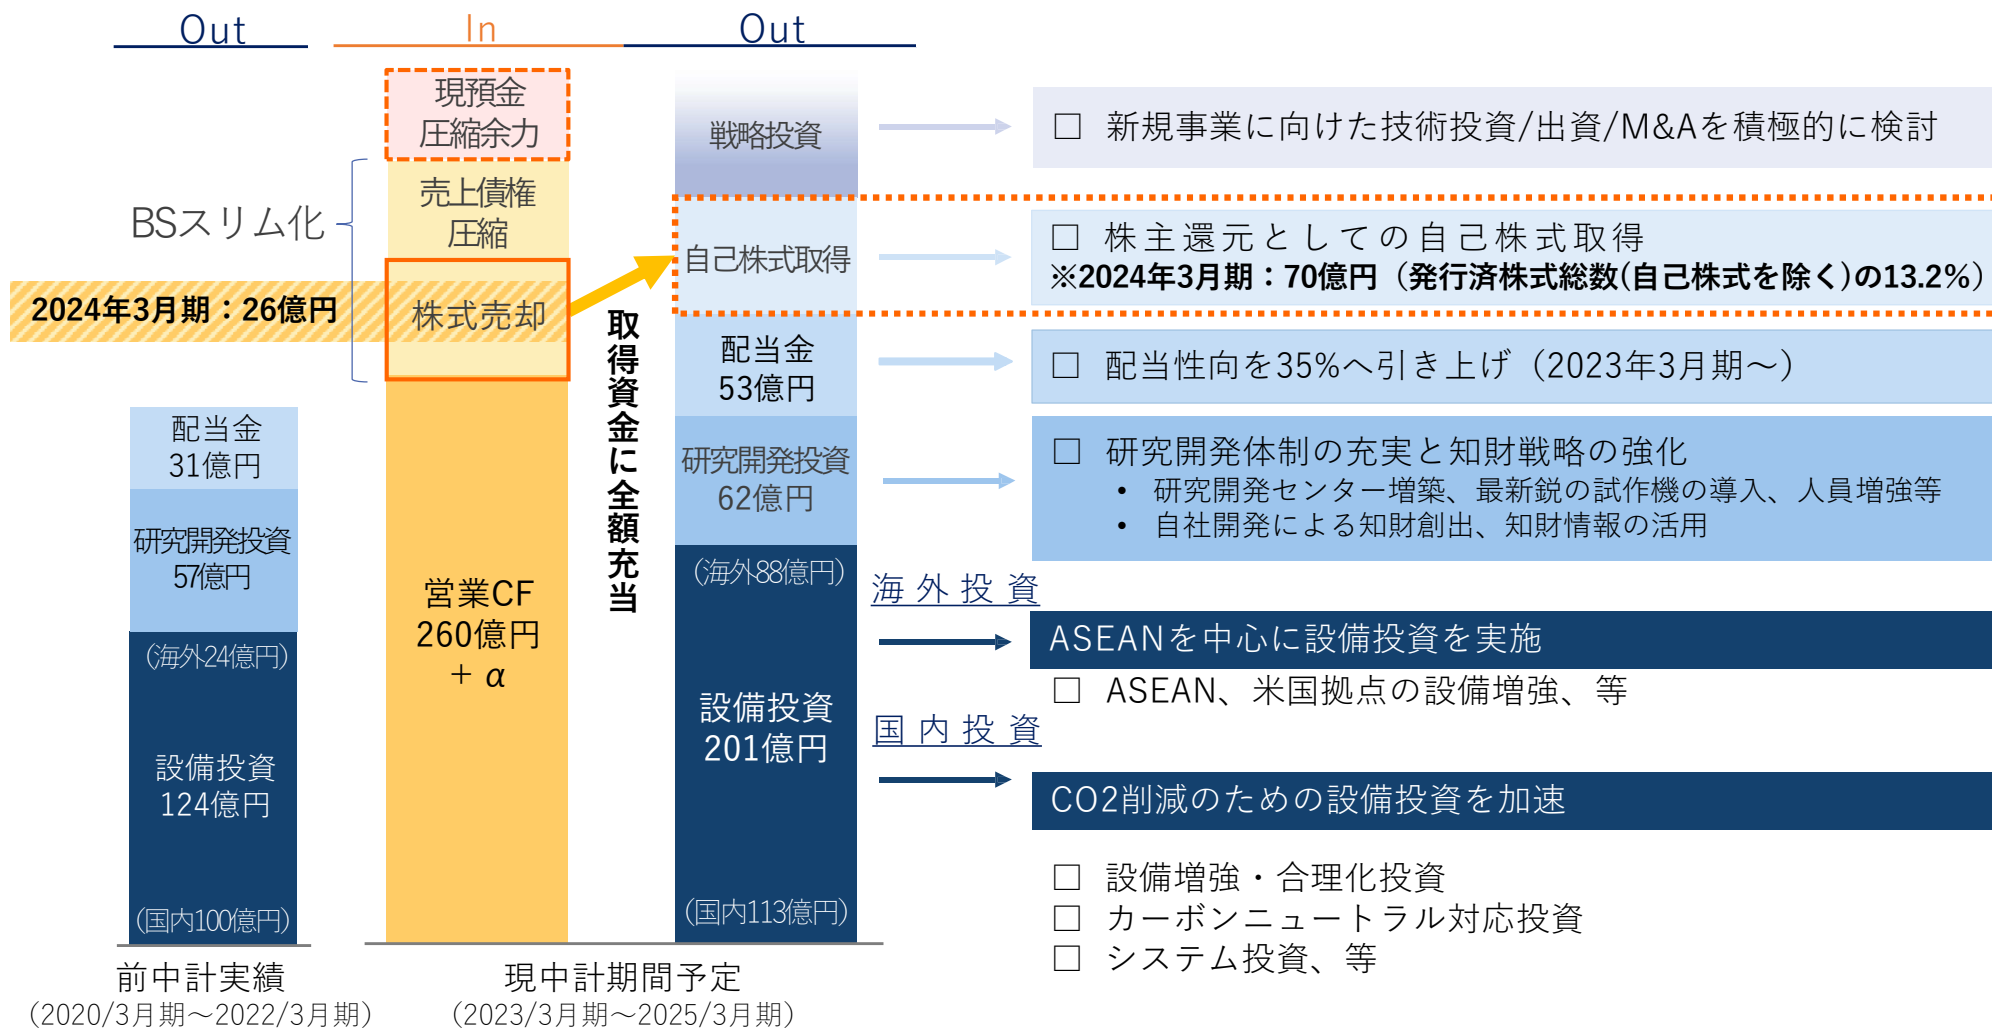 Out
In
Out
現預金
圧縮余力
売上債権
圧縮
BSスリム化
2024年3月期：26億円
株式売却
取得資金に全額充当
営業CF
260億円
+ α
配当金
31億円
研究開発投資
57億円
（海外24億円）
設備投資
124億円
（国内100億円）
戦略投資
自己株式取得
配当金
53億円
研究開発投資
62億円
（海外88億円）
設備投資
201億円
（国内113億円）
□ 新規事業に向けた技術投資/出資/M&Aを積極的に検討
□ 株主還元としての自己株式取得
※2024年3月期：70億円（発行済株式総数(自己株式を除く)の13.2%）
□ 配当性向を35%へ引き上げ（2023年3月期～）
□ 研究開発体制の充実と知財戦略の強化
• 研究開発センター増築、最新鋭の試作機の導入、人員増強等
• 自社開発による知財創出、知財情報の活用
海外投資
ASEANを中心に設備投資を実施
□ ASEAN、米国拠点の設備増強、等
国内投資
CO2削減のための設備投資を加速
□ 設備増強・合理化投資
□ カーボンニュートラル対応投資
□ システム投資、等
前中計実績
（2020/3月期～2022/3月期）
現中計期間予定
（2023/3月期～2025/3月期）